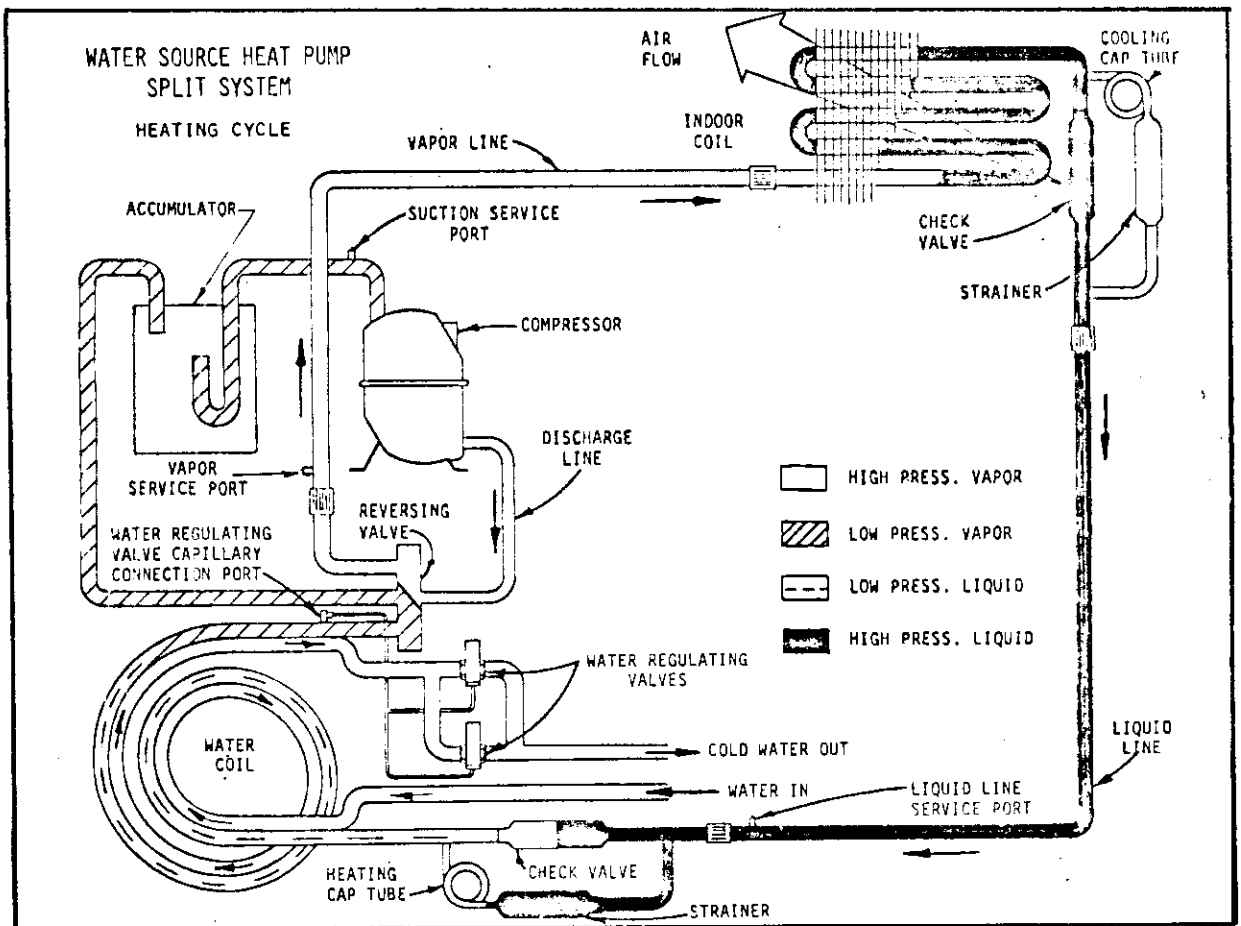 WATER SOURCE HEAT PUMP
SPLIT SYSTEM
HEATING CYCLE
AIR
FLOW
COOLING
CAP TUBE
INDOOR
COIL
VAPOR LINE
ACCUMULATOR
SUCTION SERVICE
PORT
CHECK
VALVE
STRAINER
COMPRESSOR
DISCHARGE
LINE
VAPOR
SERVICE PORT
HIGH PRESS. VAPOR
REVERSING
VALVE
WATER REGULATING
VALVE CAPILLARY
CONNECTION PORT
LOW PRESS. VAPOR
LOW PRESS. LIQUID
HIGH PRESS. LIQUID
WATER REGULATING
VALVES
WATER
COIL
COLD WATER OUT
LIQUID
LINE
WATER IN
LIQUID LINE
SERVICE PORT
HEATING
CAP TUBE
CHECK VALVE
STRAINER